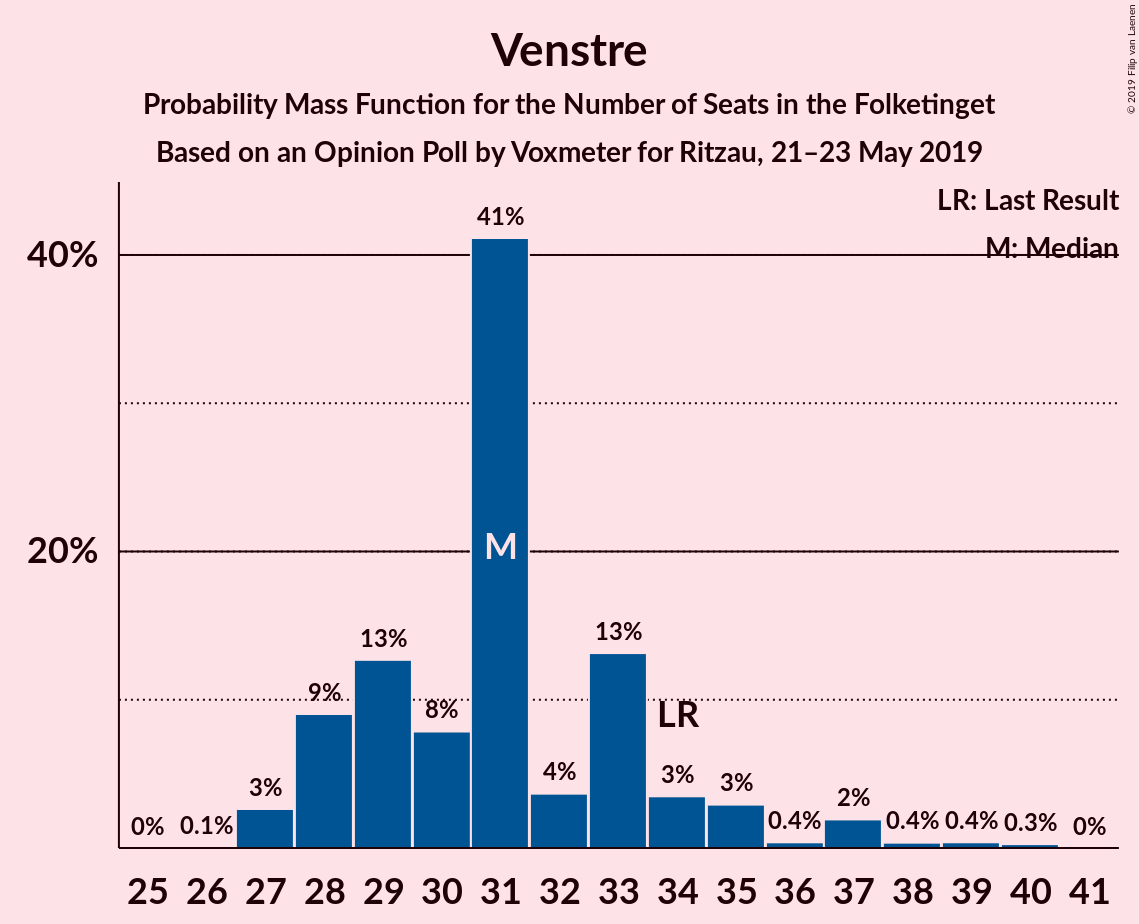 Venstre
Probability Mass Function for the Number of Seats in the Folketinget
Based on an Opinion Poll by Voxmeter for Ritzau, 21–23 May 2019
© 2019 Filip van Laenen
LR: Last Result
M: Median
40%
20%
0%
0.1%
3%
9%
13%
8%
41%
M
4%
13%
LR
3%
3%
0.4%
2%
0.4%
0.4%
0.3%
0%
25 26 27 28 29 30 31 32 33 34 35 36 37 38 39 40 41